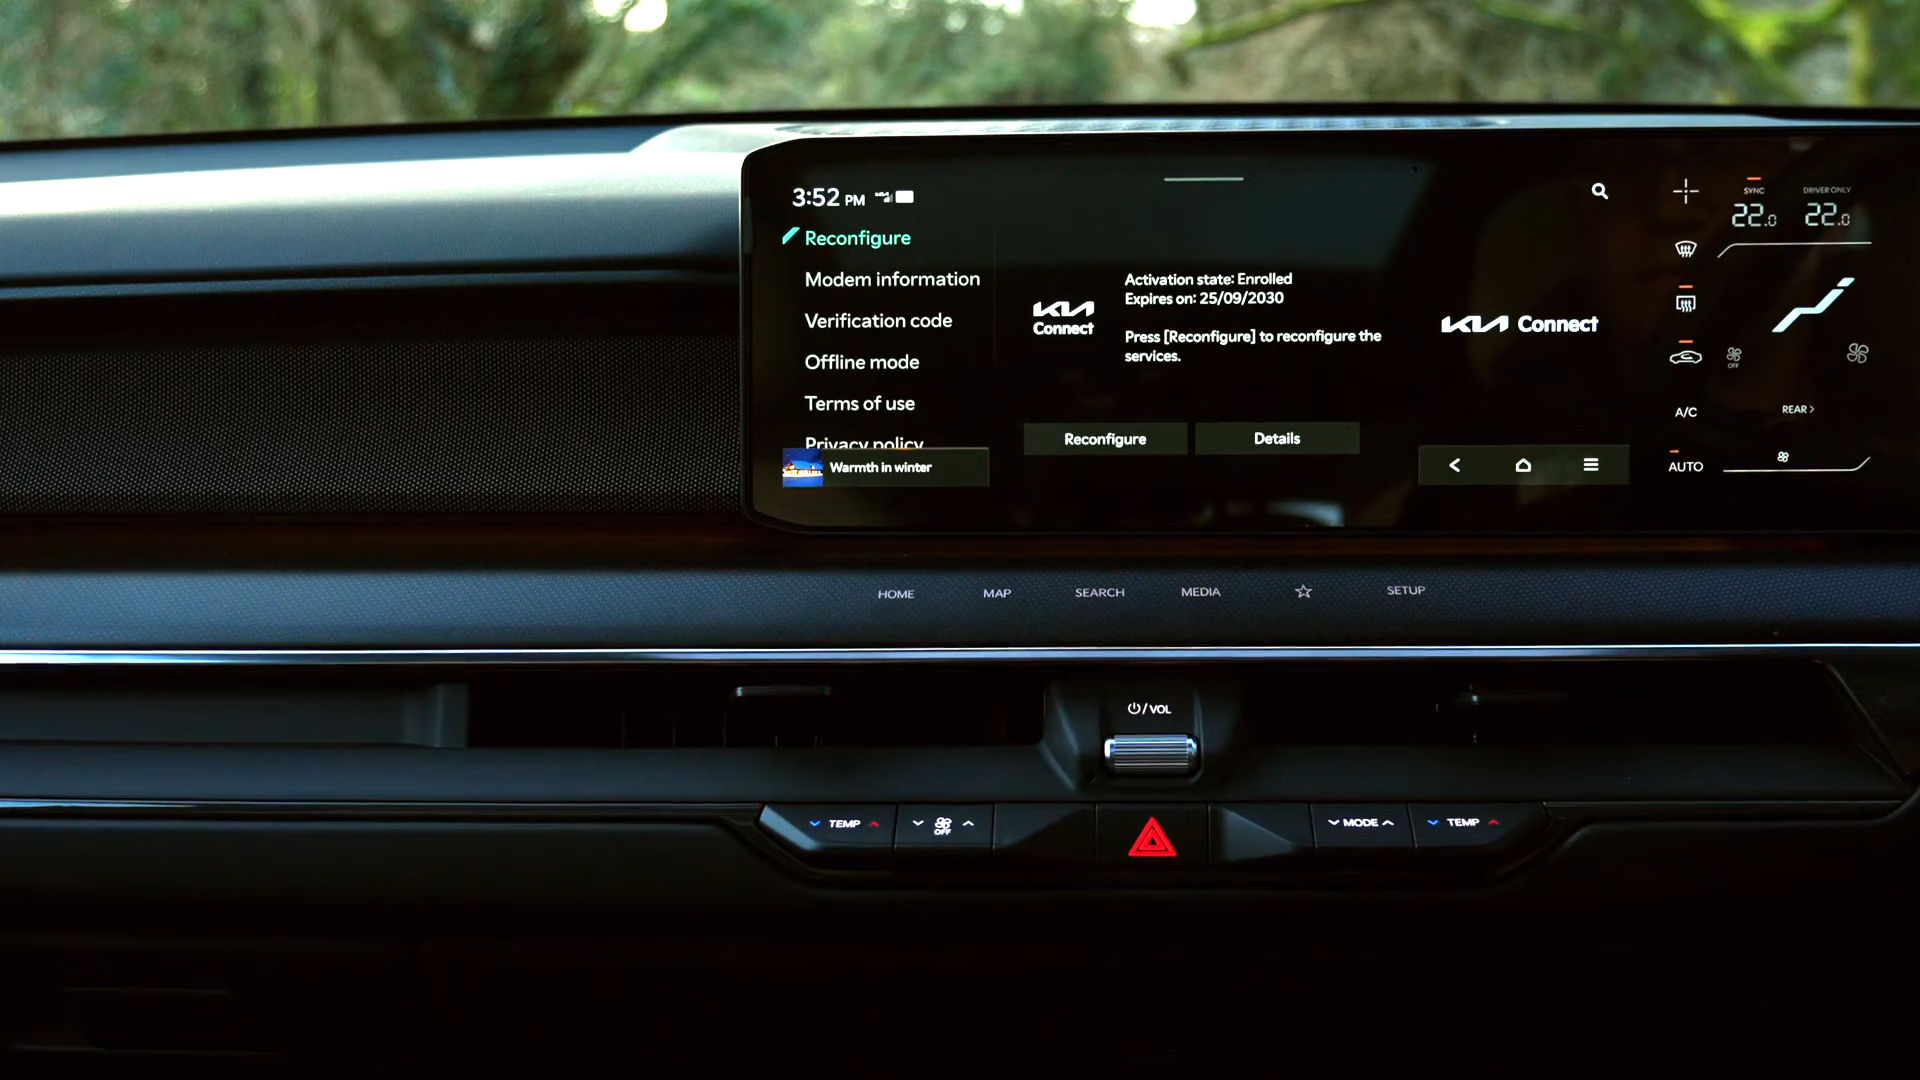 3:52 PM
Reconfigure
Modem information
Verification code
Offline mode
Terms of use
Privacy policy
Warmth in winter
KIA
Connect
Activation state: Enrolled
Expires on: 25/09/2030
Press [Reconfigure] to reconfigure the
services.
Reconfigure
Details
KIA Connect
SYNC
22.0
DRIVER ONLY
22.0
OFF
A/C
REAR >
AUTO
HOME
MAP
SEARCH
MEDIA
SETUP
/ VOL
TEMP
OFF
MODE
TEMP